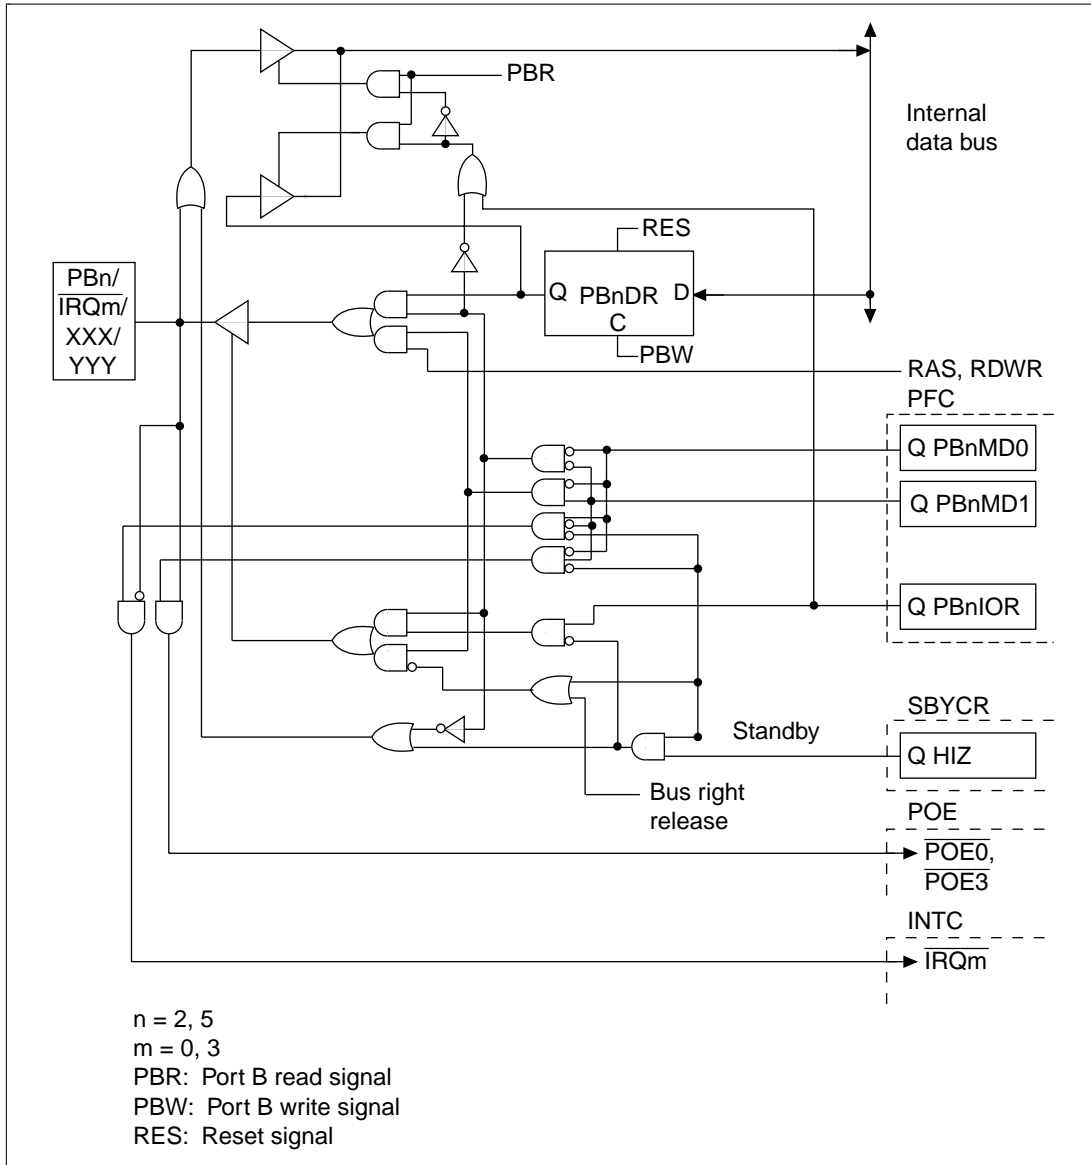 PBR
Internal
data bus
RES
PBn/
IRQm/
XXX/
YYY
Q PBnDR D
C
PBW
RAS, RDWR
PFC
Q PBnMD0
Q PBnMD1
Q PBnIOR
SBYCR
Standby
Q HIZ
Bus right
release
POE
POE0,
POE3
INTC
IRQm
n = 2, 5
m = 0, 3
PBR: Port B read signal
PBW: Port B write signal
RES: Reset signal